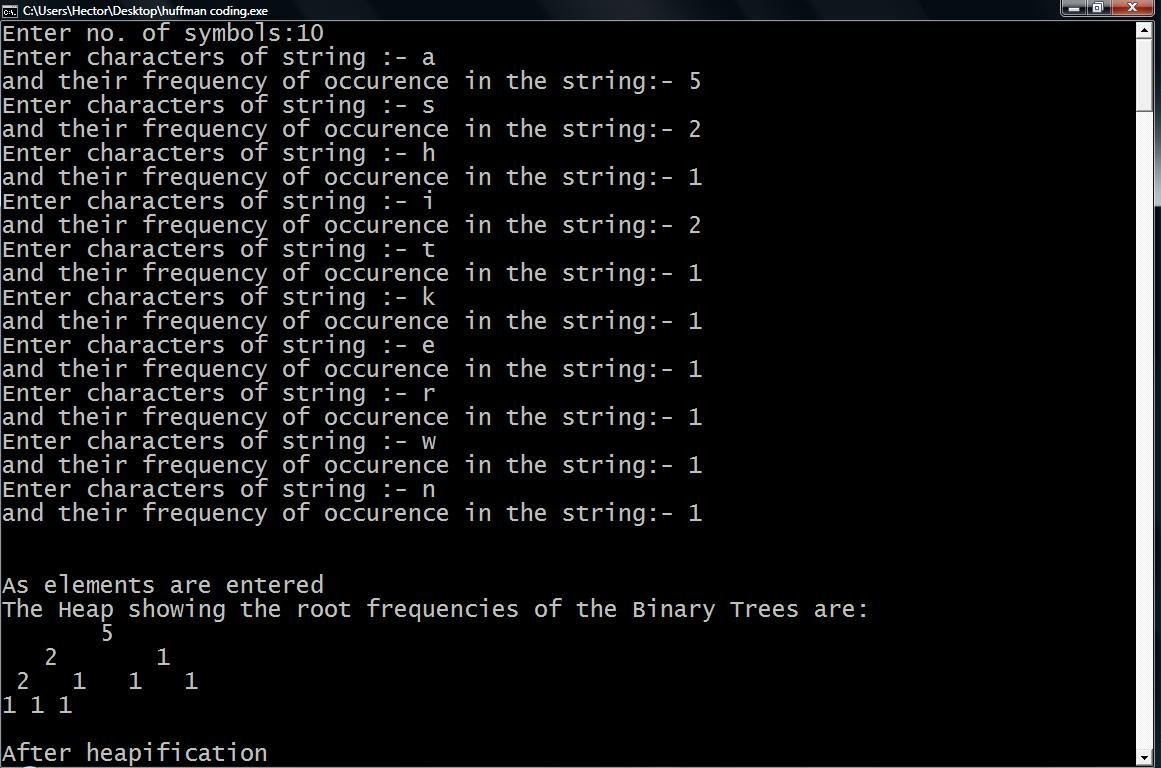 C:\Users\Hector\Desktop\huffman coding.exe
Enter no. of symbols:10
Enter characters of string :- a
and their frequency of occurence in the string:- 5
Enter characters of string :- s
and their frequency of occurence in the string:- 2
Enter characters of string :- h
and their frequency of occurence in the string:- 1
Enter characters of string :- i
and their frequency of occurence in the string:- 2
Enter characters of string :- t
and their frequency of occurence in the string:- 1
Enter characters of string :- k
and their frequency of occurence in the string:- 1
Enter characters of string :- e
and their frequency of occurence in the string:- 1
Enter characters of string :- r
and their frequency of occurence in the string:- 1
Enter characters of string :- w
and their frequency of occurence in the string:- 1
Enter characters of string :- n
and their frequency of occurence in the string:- 1
As elements are entered
The Heap showing the root frequencies of the Binary Trees are:
5
2 1
2 1 1 1
1 1 1
After heapification